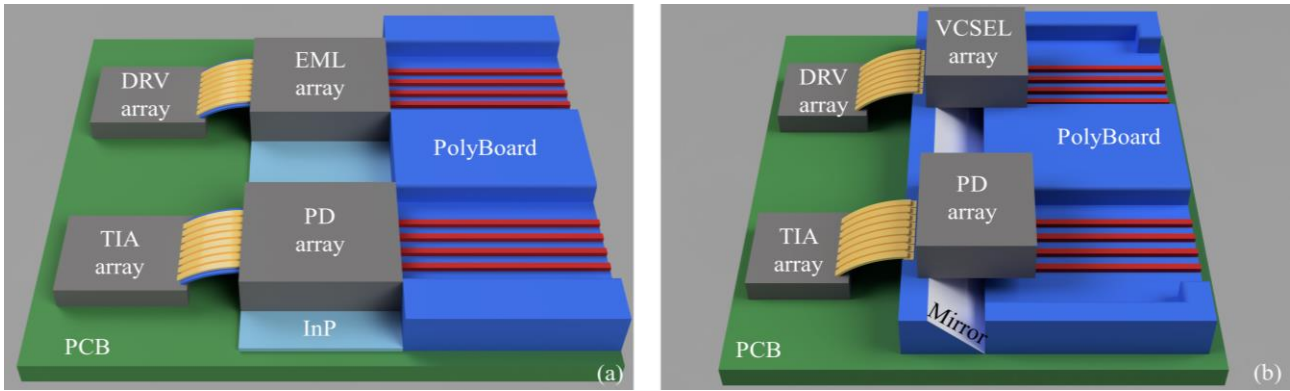 DRV
array
EML
array
PolyBoard
TIA
array
PD
array
InP
PCB
(a)
VCSEL
array
DRV
array
PolyBoard
PD
array
TIA
array
Mirror
PCB
(b)